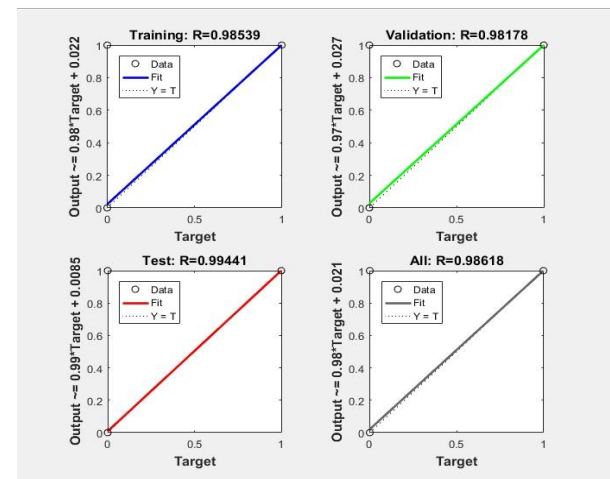 Training: R=0.98539
Output ~= 0.98*Target + 0.022
1
0.8
0.6
0.4
0.2
0
Data
Fit
Y = T
0 0.5 1
Target
Validation: R=0.98178
Output ~= 0.97*Target + 0.027
1
0.8
0.6
0.4
0.2
0
Data
Fit
Y = T
0 0.5 1
Target
Test: R=0.99441
Output ~= 0.99*Target + 0.0085
1
0.8
0.6
0.4
0.2
0
Data
Fit
Y = T
0 0.5 1
Target
All: R=0.98618
Output ~= 0.98*Target + 0.021
1
0.8
0.6
0.4
0.2
0
Data
Fit
Y = T
0 0.5 1
Target